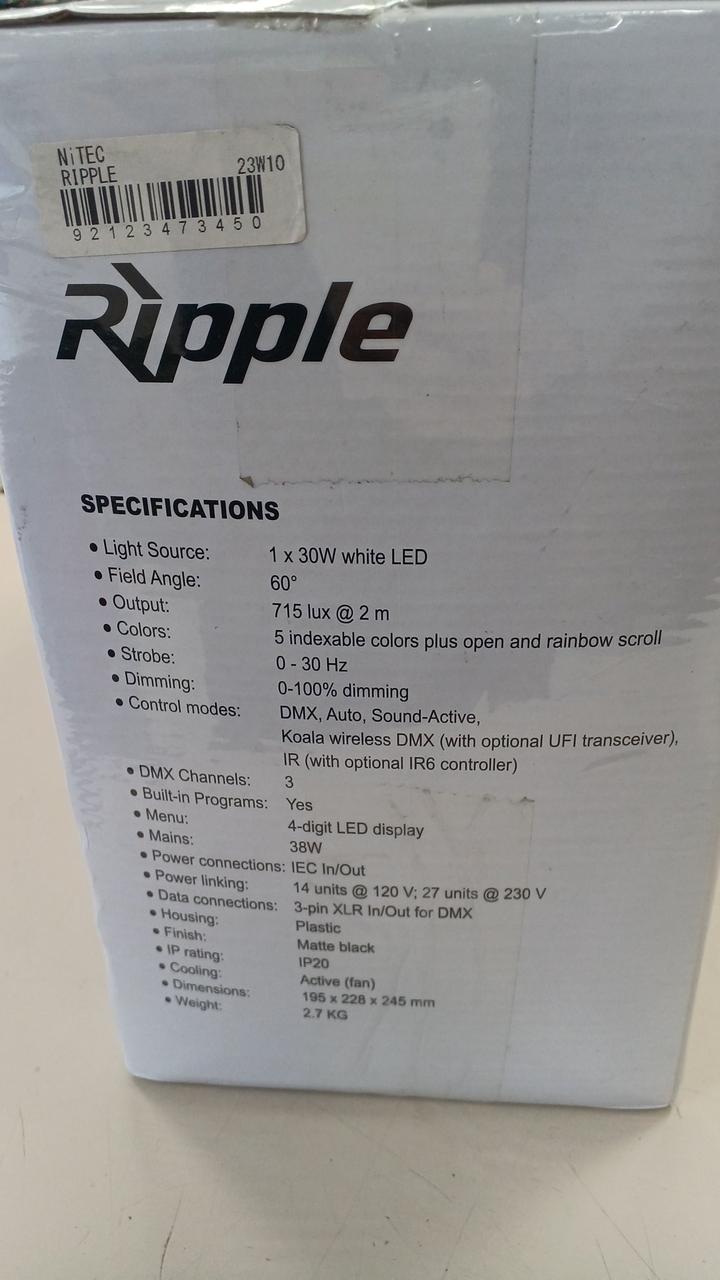 NiTEC
RIPPLE 23W10
92123473450
Ripple
SPECIFICATIONS
• Light Source: 1 x 30W white LED
• Field Angle: 60°
• Output: 715 lux @ 2 m
• Colors: 5 indexable colors plus open and rainbow scroll
• Strobe: 0 - 30 Hz
• Dimming: 0-100% dimming
• Control modes: DMX, Auto, Sound-Active,
Koala wireless DMX (with optional UFI transceiver),
IR (with optional IR6 controller)
• DMX Channels: 3
• Built-in Programs: Yes
• Menu: 4-digit LED display
• Mains: 38W
• Power connections: IEC In/Out
• Power linking: 14 units @ 120 V; 27 units @ 230 V
• Data connections: 3-pin XLR In/Out for DMX
• Housing: Plastic
• Finish: Matte black
• IP rating: IP20
• Cooling: Active (fan)
• Dimensions: 195 x 228 x 245 mm
• Weight: 2.7 KG